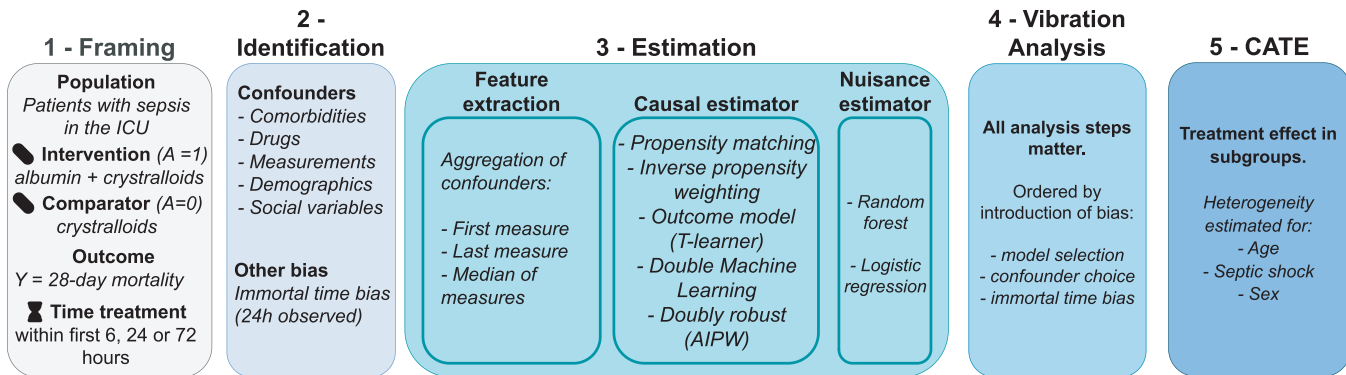 1 - Framing
Population
Patients with sepsis
in the ICU
Intervention (A =1)
albumin + crystralloids
Comparator (A=0)
crystralloids
Outcome
Y = 28-day mortality
Time treatment
within first 6, 24 or 72
hours
2 -
Identification
Confounders
- Comorbidities
- Drugs
- Measurements
- Demographics
- Social variables
Other bias
Immortal time bias
(24h observed)
3 - Estimation
Feature
extraction
Aggregation of
confounders:
- First measure
- Last measure
- Median of
measures
Causal estimator
- Propensity matching
- Inverse propensity
weighting
- Outcome model
(T-learner)
- Double Machine
Learning
- Doubly robust
(AIPW)
Nuisance
estimator
- Random
forest
- Logistic
regression
4 - Vibration
Analysis
All analysis steps
matter.
Ordered by
introduction of bias:
- model selection
- confounder choice
- immortal time bias
5 - CATE
Treatment effect in
subgroups.
Heterogeneity
estimated for:
- Age
- Septic shock
- Sex